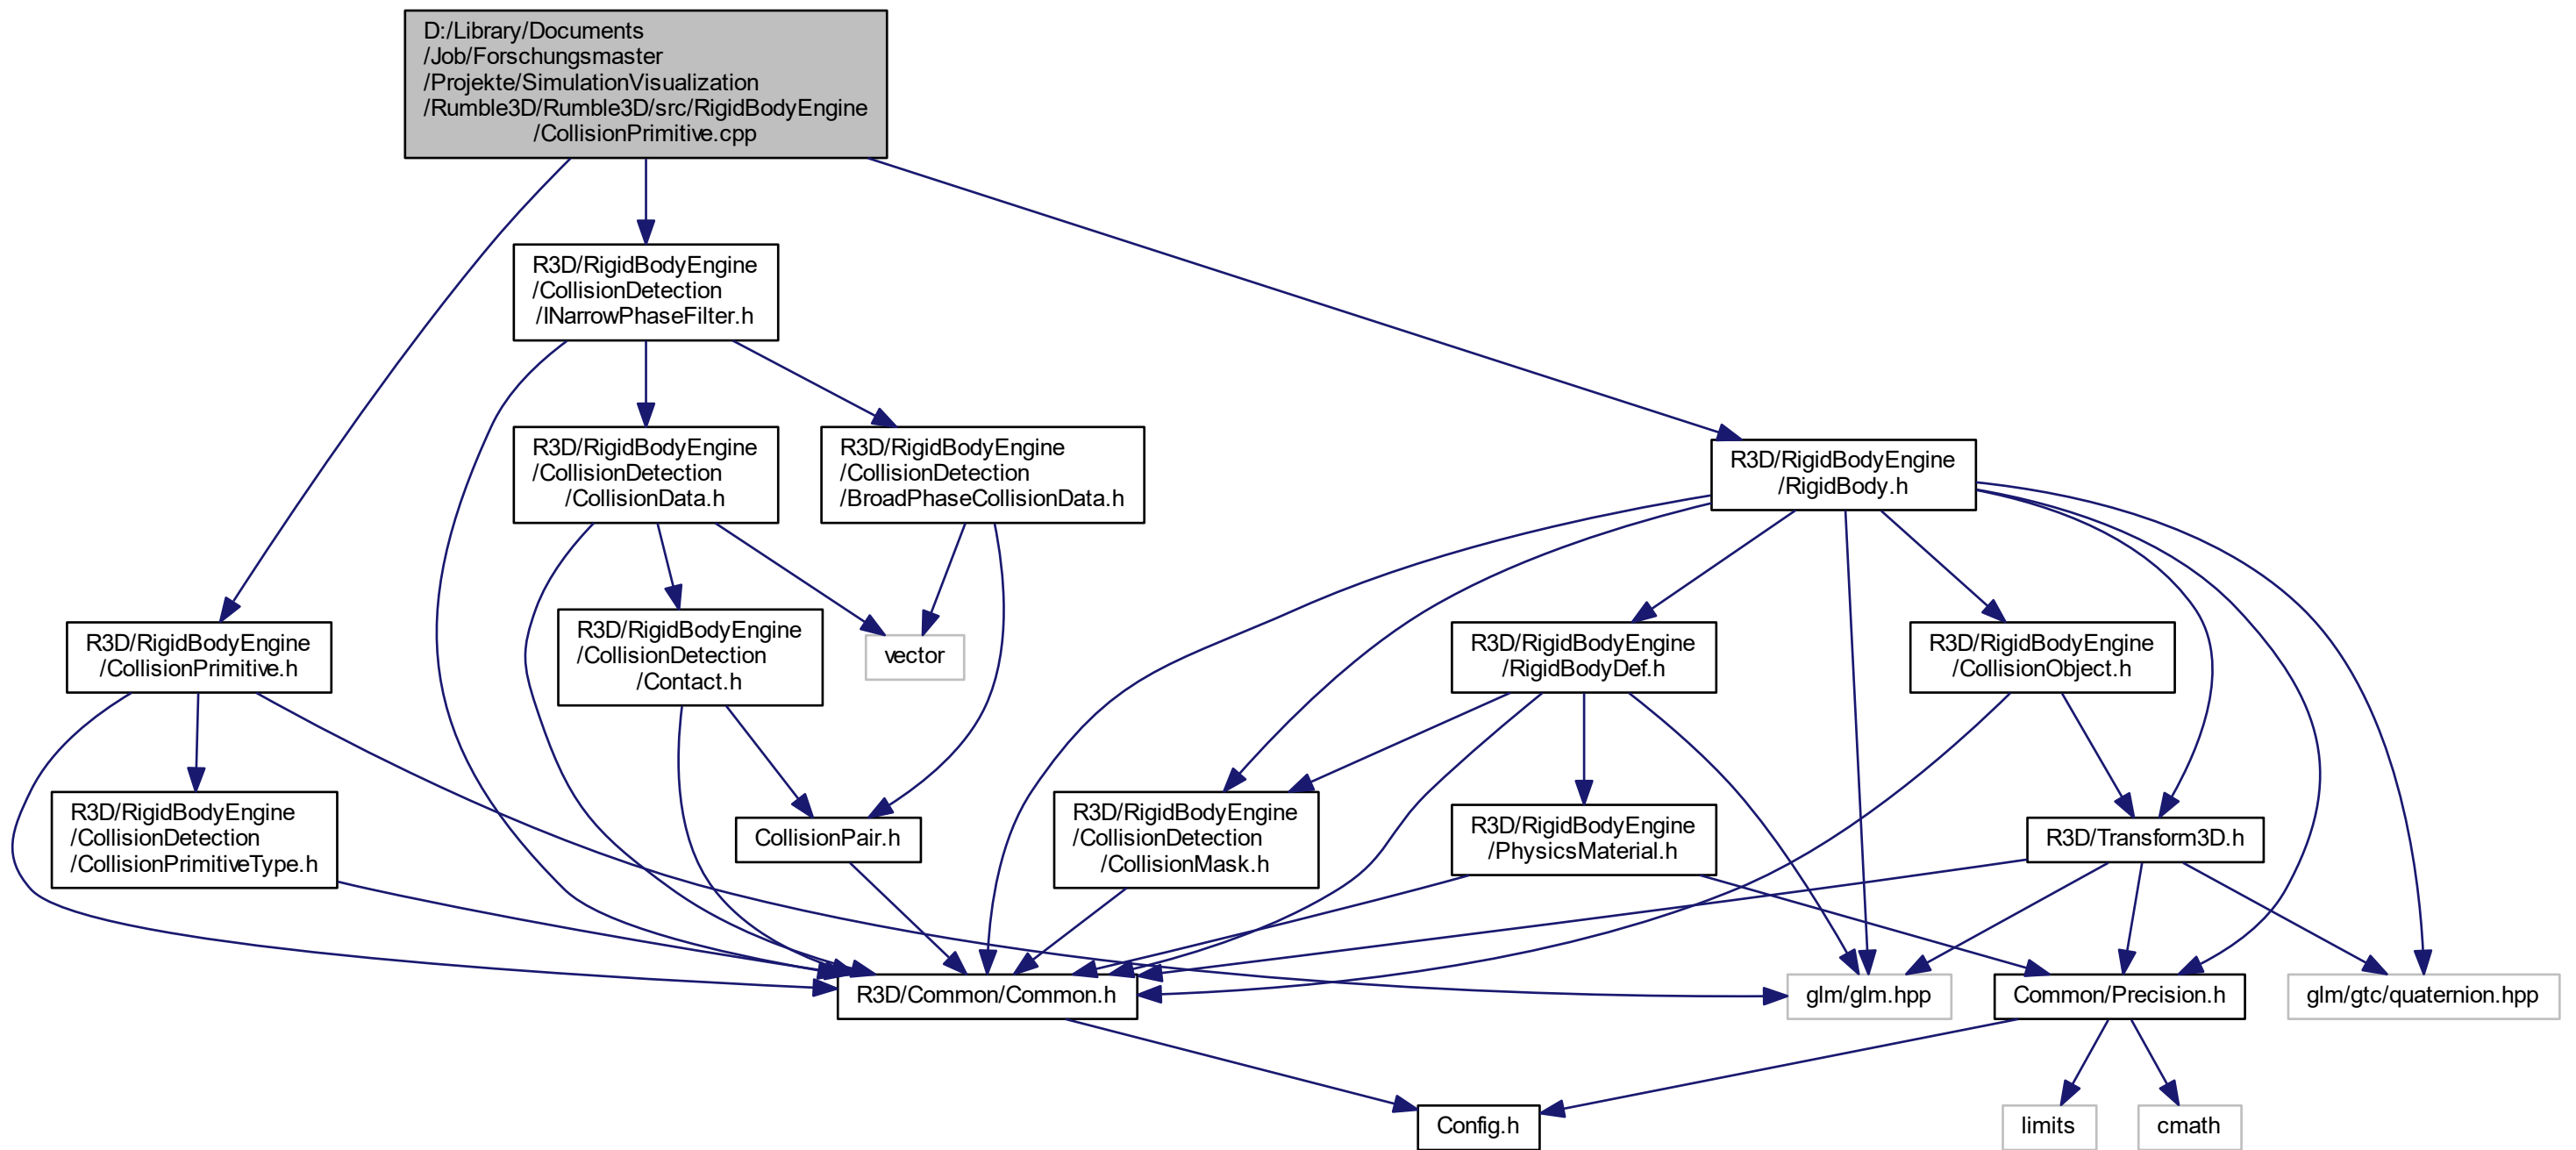 D:/Library/Documents
/Job/Forschungsmaster
/Projekte/SimulationVisualization
/Rumble3D/Rumble3D/src/RigidBodyEngine
/CollisionPrimitive.cpp
R3D/RigidBodyEngine
/CollisionDetection
/INarrowPhaseFilter.h
R3D/RigidBodyEngine
/CollisionDetection
/CollisionData.h
R3D/RigidBodyEngine
/CollisionDetection
/BroadPhaseCollisionData.h
R3D/RigidBodyEngine
/RigidBody.h
R3D/RigidBodyEngine
/CollisionPrimitive.h
R3D/RigidBodyEngine
/CollisionDetection
/Contact.h
vector
R3D/RigidBodyEngine
/RigidBodyDef.h
R3D/RigidBodyEngine
/CollisionObject.h
R3D/RigidBodyEngine
/CollisionDetection
/CollisionPrimitiveType.h
CollisionPair.h
R3D/RigidBodyEngine
/CollisionDetection
/CollisionMask.h
R3D/RigidBodyEngine
/PhysicsMaterial.h
R3D/Transform3D.h
R3D/Common/Common.h
glm/glm.hpp
Common/Precision.h
glm/gtc/quaternion.hpp
Config.h
limits
cmath